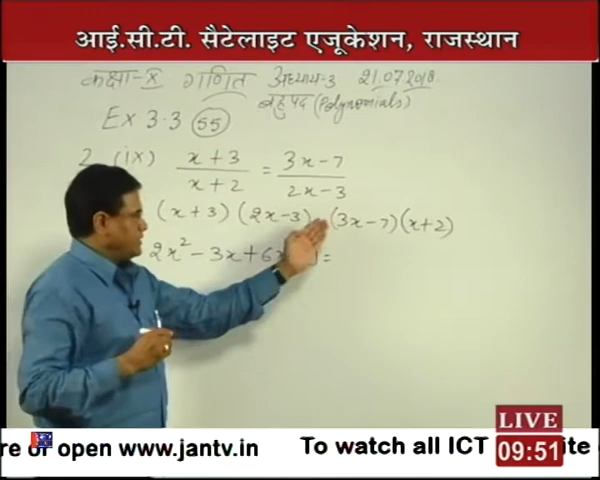 आई.सी.टी. सैटेलाइट एजूकेशन, राजस्थान
कक्षा-X गणित अध्याय-3 21.07.2018
बहुपद (Polynomials)
Ex 3.3 (55)
2 (ix) x+3/x+2 = 3x-7/2x-3
(x+3)(2x-3) (3x-7)(x+2)
2x² - 3x + 6x =
LIVE
re or open www.jantv.in To watch all ICT ite
09:51